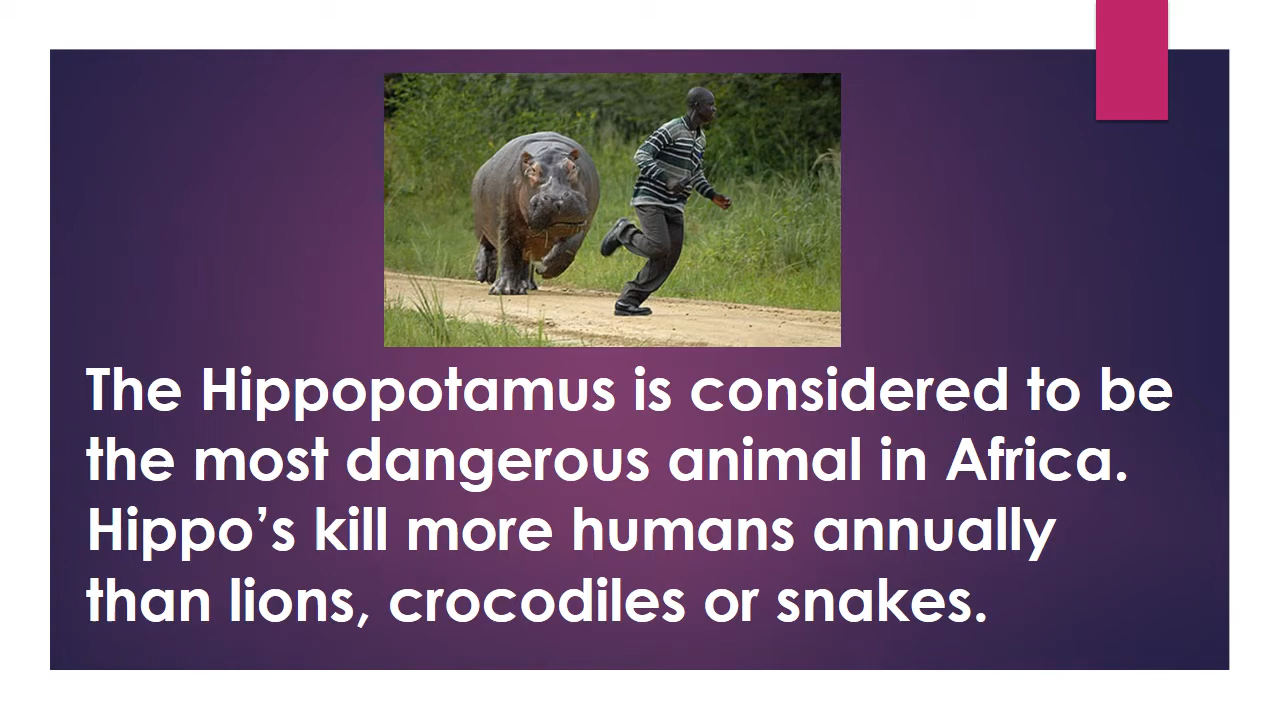 The Hippopotamus is considered to be
the most dangerous animal in Africa.
Hippo’s kill more humans annually
than lions, crocodiles or snakes.